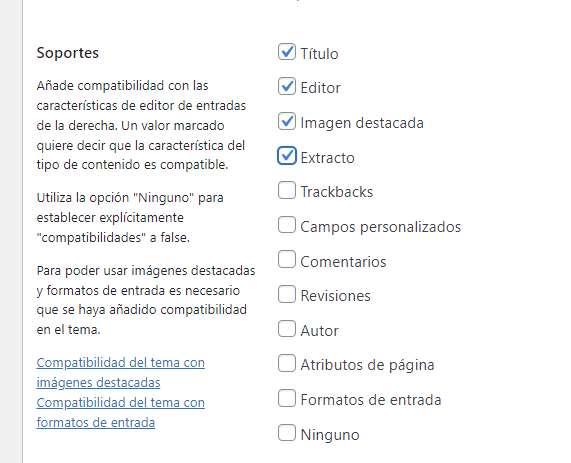 Soportes
Añade compatibilidad con las
características de editor de entradas
de la derecha. Un valor marcado
quiere decir que la característica del
tipo de contenido es compatible.
Utiliza la opción "Ninguno" para
establecer explícitamente
"compatibilidades" a false.
Para poder usar imágenes destacadas
y formatos de entrada es necesario
que se haya añadido compatibilidad
en el tema.
Compatibilidad del tema con
imágenes destacadas
Compatibilidad del tema con
formatos de entrada
Título
Editor
Imagen destacada
Extracto
Trackbacks
Campos personalizados
Comentarios
Revisiones
Autor
Atributos de página
Formatos de entrada
Ninguno